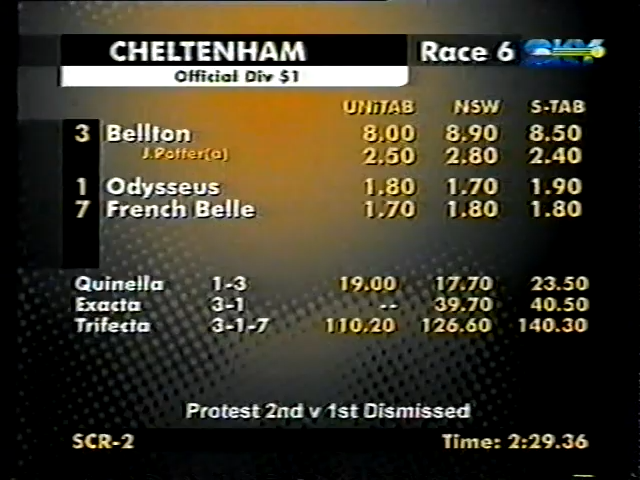 CHELTENHAM Race 6 SKY
Official Div $1
UNiTAB NSW S-TAB
3 Bellton 8.00 8.90 8.50
J.Potter(a) 2.50 2.80 2.40
1 Odysseus 1.80 1.70 1.90
7 French Belle 1.70 1.80 1.80
Quinella 1-3 19.00 17.70 23.50
Exacta 3-1 -- 39.70 40.50
Trifecta 3-1-7 110.20 126.60 140.30
Protest 2nd v 1st Dismissed
SCR-2 Time: 2:29.36